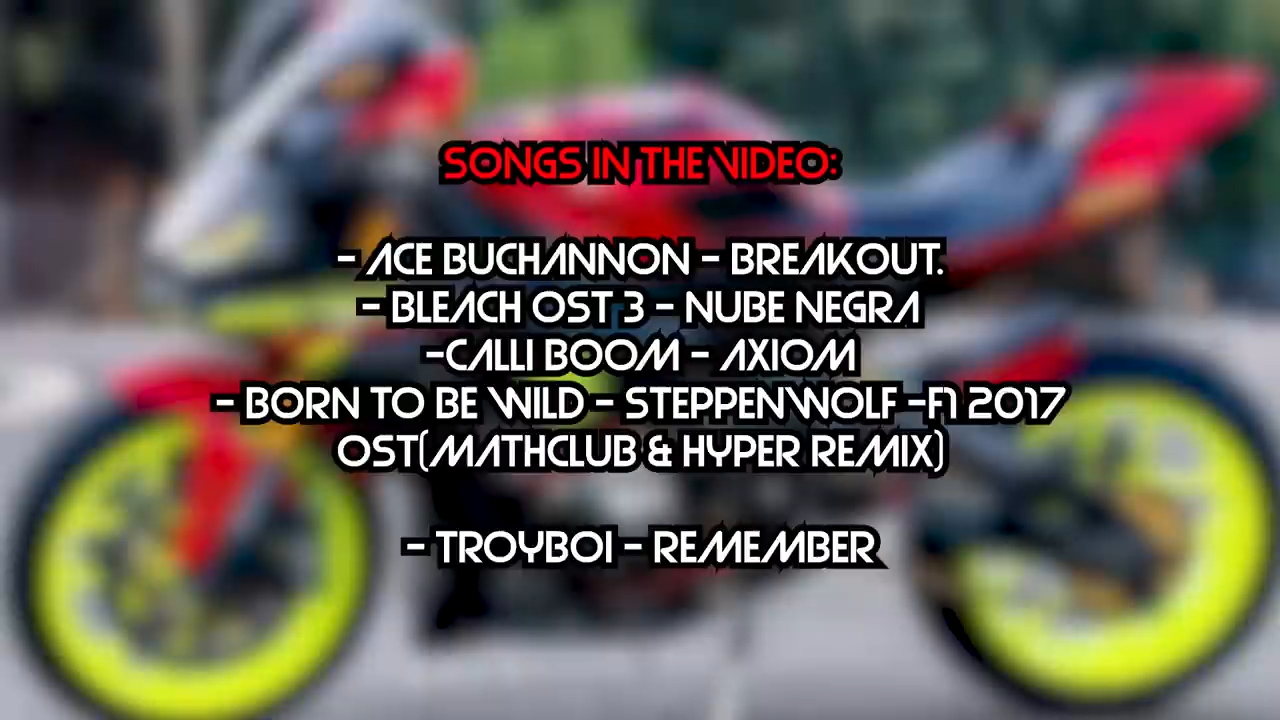 SONGS IN THE VIDEO:
- ACE BUCHANNON - BREAKOUT.
- BLEACH OST 3 - NUBE NEGRA
-CALLI BOOM - AXIOM
- BORN TO BE WILD - STEPPENWOLF -F1 2017
OST(MATHCLUB & HYPER REMIX)
- TROYBOI - REMEMBER